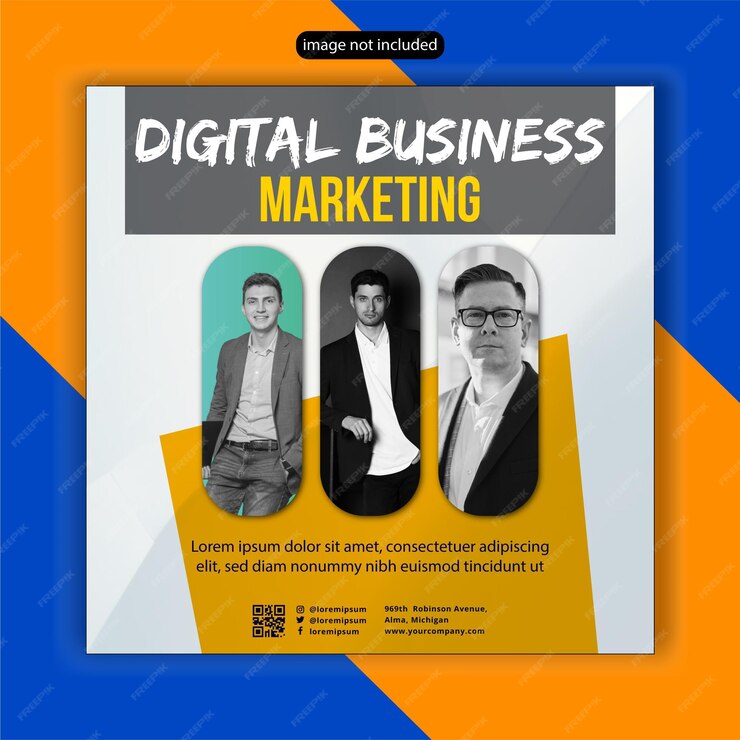 image not included
DIGITAL BUSINESS
MARKETING
Lorem ipsum dolor sit amet, consectetuer adipiscing
elit, sed diam nonummy nibh euismod tincidunt ut
@loremipsum
@loremipsum
loremipsum
969th Robinson Avenue,
Alma, Michigan
www.yourcompany.com
FREEPIK